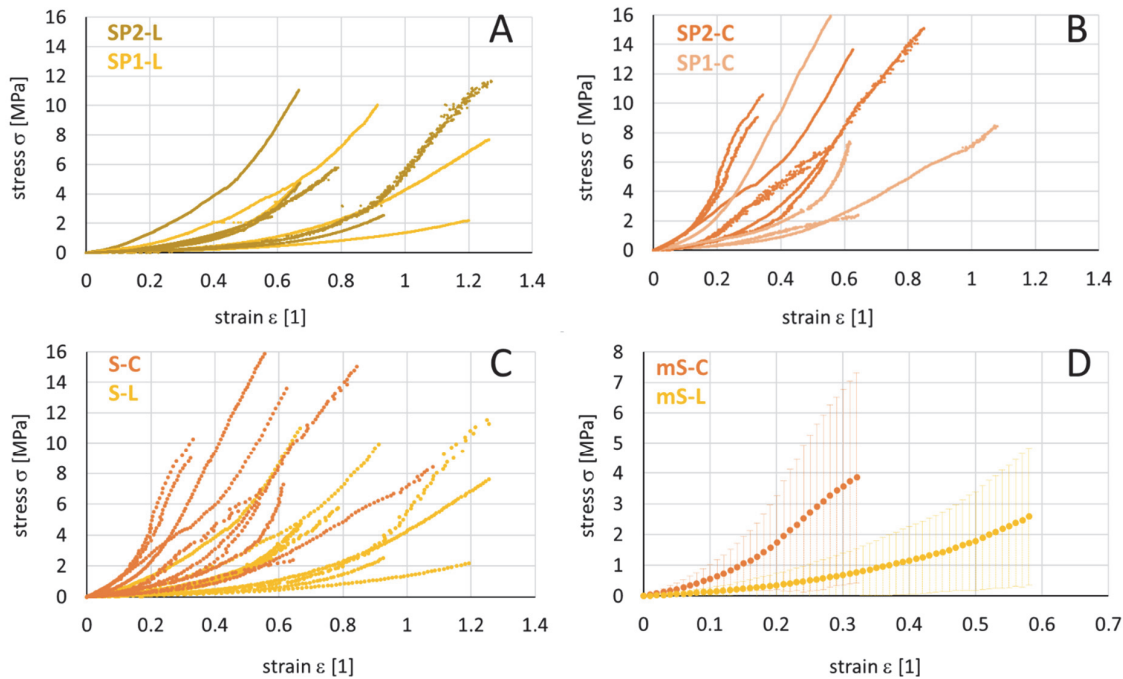 A
SP2-L
SP1-L
stress σ [MPa]
16
14
12
10
8
6
4
2
0
0 0.2 0.4 0.6 0.8 1 1.2 1.4
strain ε [1]
B
SP2-C
SP1-C
stress σ [MPa]
16
14
12
10
8
6
4
2
0
0 0.2 0.4 0.6 0.8 1 1.2 1.4
strain ε [1]
C
S-C
S-L
stress σ [MPa]
16
14
12
10
8
6
4
2
0
0 0.2 0.4 0.6 0.8 1 1.2 1.4
strain ε [1]
D
mS-C
mS-L
stress σ [MPa]
8
7
6
5
4
3
2
1
0
0 0.1 0.2 0.3 0.4 0.5 0.6 0.7
strain ε [1]